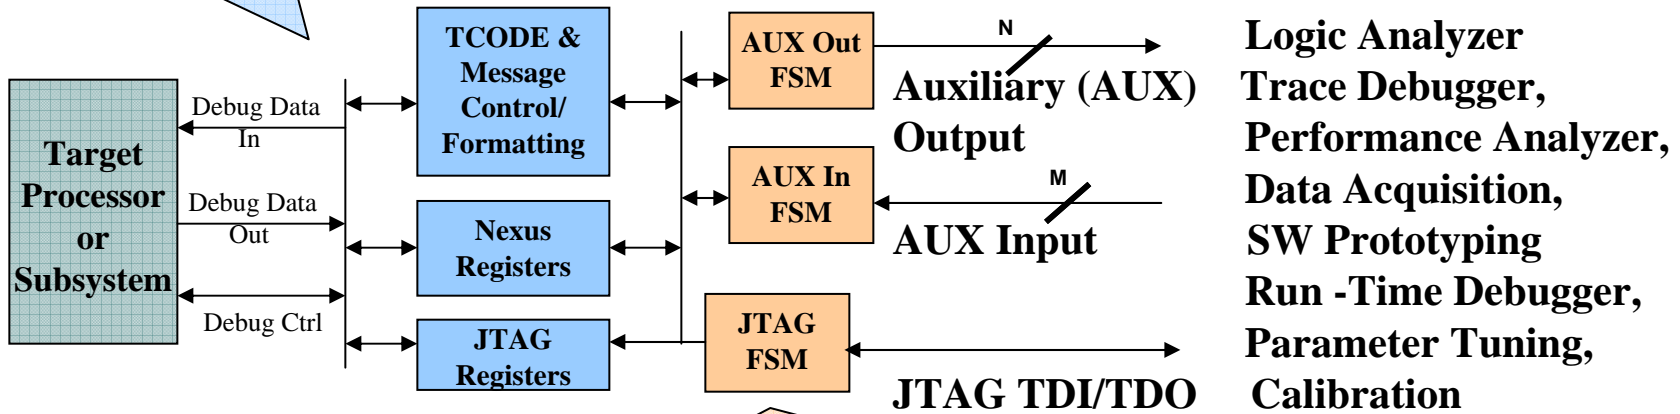 Target
Processor
or
Subsystem
Debug Data
In
Debug Data
Out
Debug Ctrl
TCODE &
Message
Control/
Formatting
Nexus
Registers
JTAG
Registers
AUX Out
FSM
AUX In
FSM
JTAG
FSM
N
Auxiliary (AUX)
Output
M
AUX Input
JTAG TDI/TDO
Logic Analyzer
Trace Debugger,
Performance Analyzer,
Data Acquisition,
SW Prototyping
Run -Time Debugger,
Parameter Tuning,
Calibration